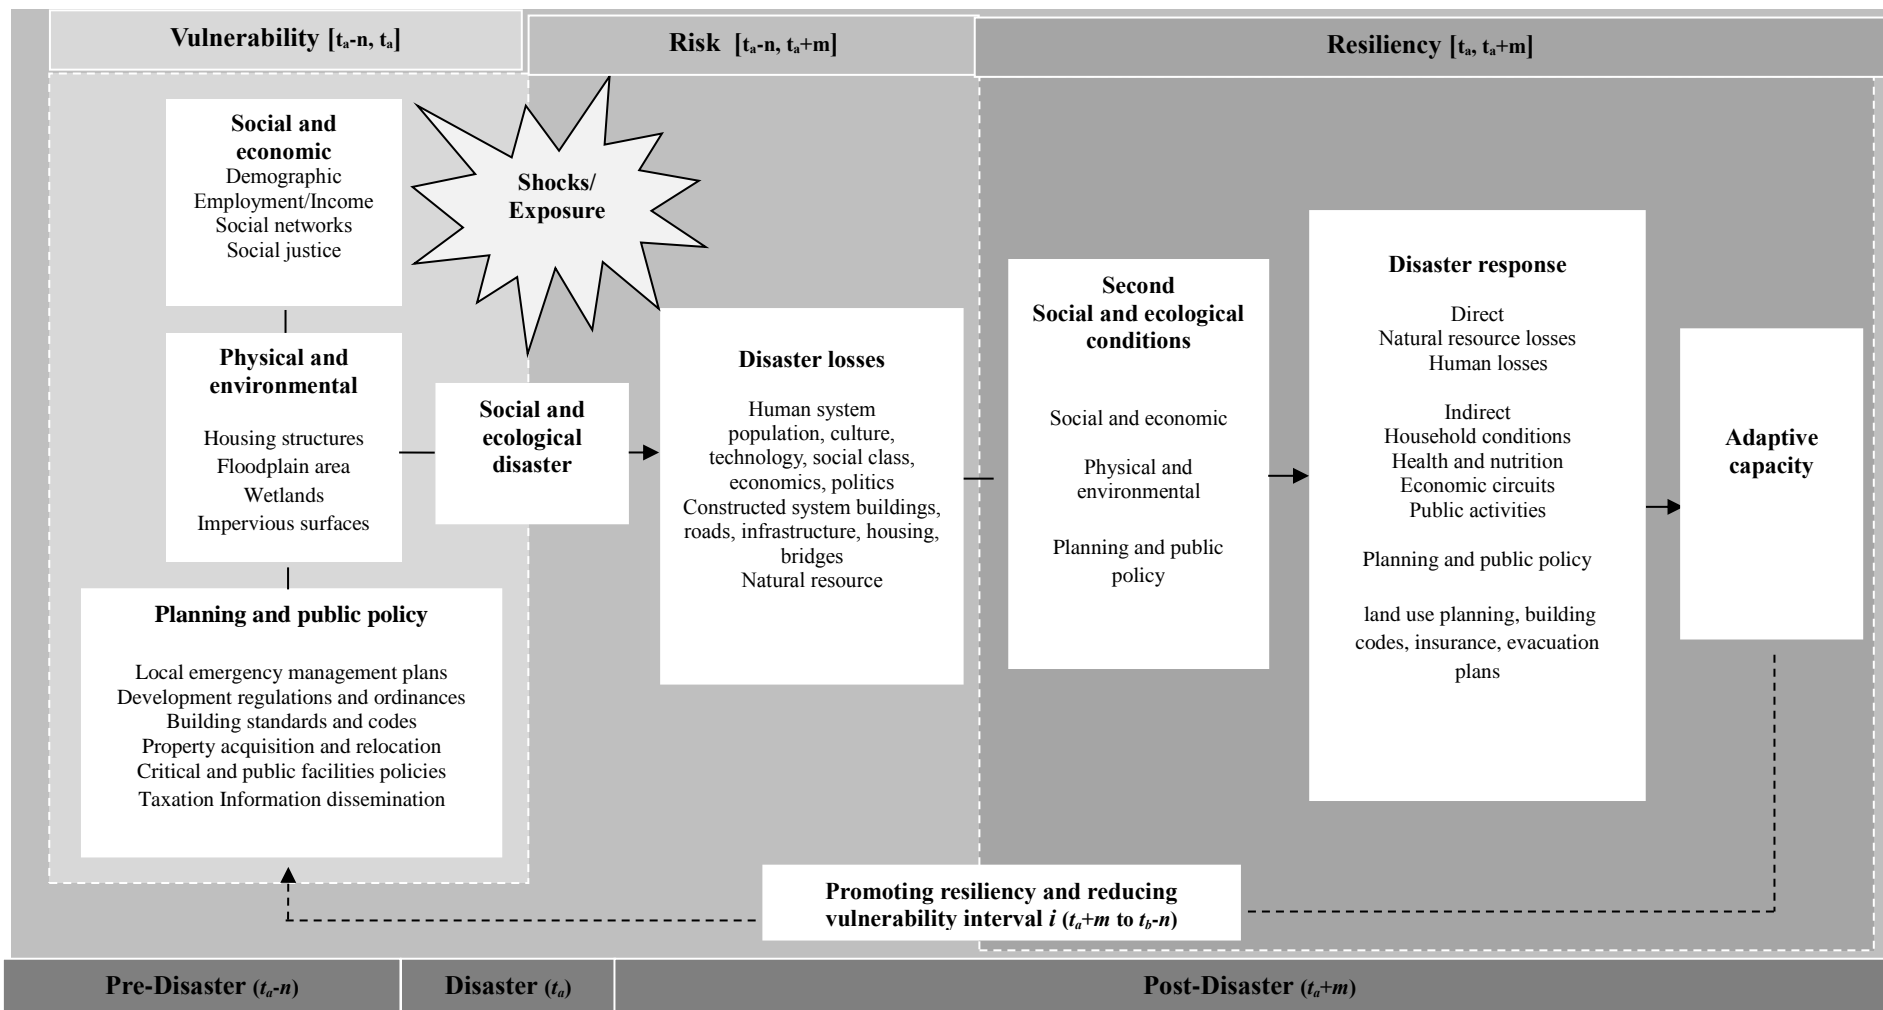 Vulnerability [ta-n, ta]
Risk [ta-n, ta+m]
Resiliency [ta, ta+m]
Social and
economic
Demographic
Employment/Income
Social networks
Social justice
Shocks/
Exposure
Physical and
environmental
Housing structures
Floodplain area
Wetlands
Impervious surfaces
Planning and public policy
Local emergency management plans
Development regulations and ordinances
Building standards and codes
Property acquisition and relocation
Critical and public facilities policies
Taxation Information dissemination
Social and
ecological
disaster
Disaster losses
Human system
population, culture,
technology, social class,
economics, politics
Constructed system buildings,
roads, infrastructure, housing,
bridges
Natural resource
Second
Social and ecological
conditions
Social and economic
Physical and
environmental
Planning and public
policy
Disaster response
Direct
Natural resource losses
Human losses
Indirect
Household conditions
Health and nutrition
Economic circuits
Public activities
Planning and public policy
land use planning, building
codes, insurance, evacuation
plans
Adaptive
capacity
Promoting resiliency and reducing
vulnerability interval i (ta+m to tb-n)
Pre-Disaster (ta-n)
Disaster (ta)
Post-Disaster (ta+m)